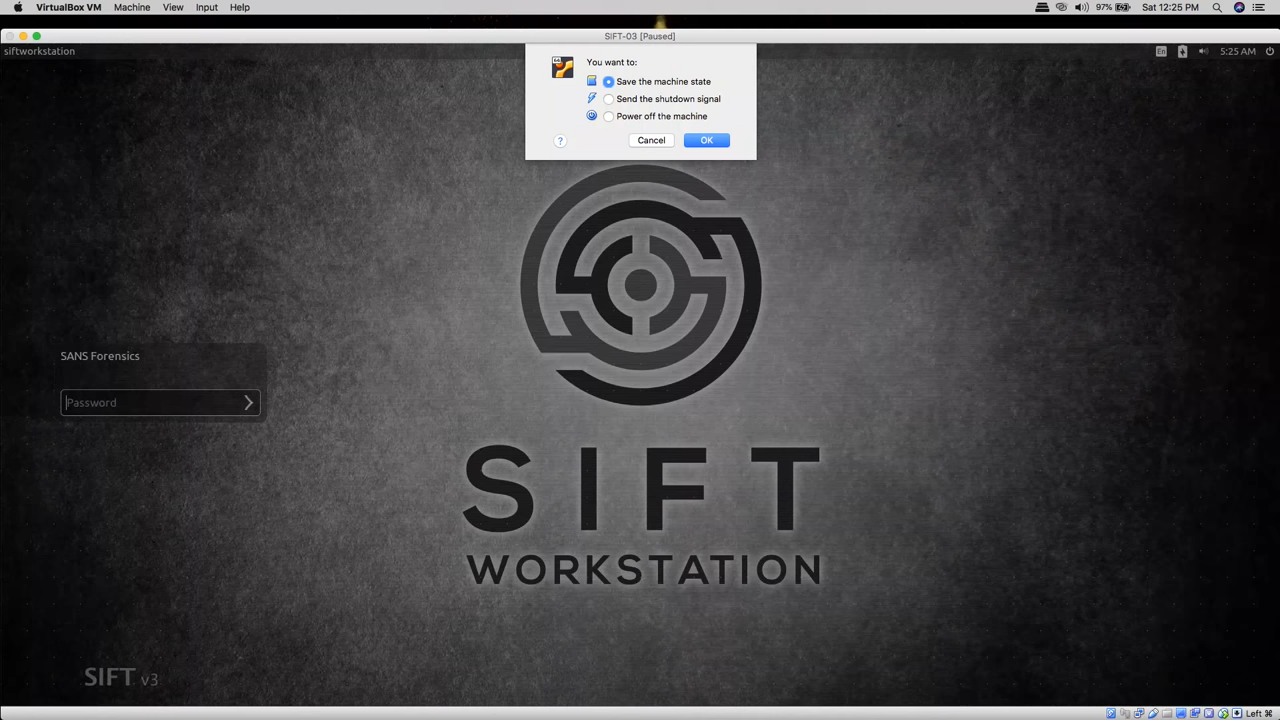 VirtualBox VM Machine View Input Help 97% Sat 12:25 PM
SIFT-03 [Paused]
siftworkstation En 5:25 AM
You want to:
Save the machine state
Send the shutdown signal
Power off the machine
? Cancel OK
SANS Forensics
Password
SIFT
WORKSTATION
SIFT v3
Left ⌘